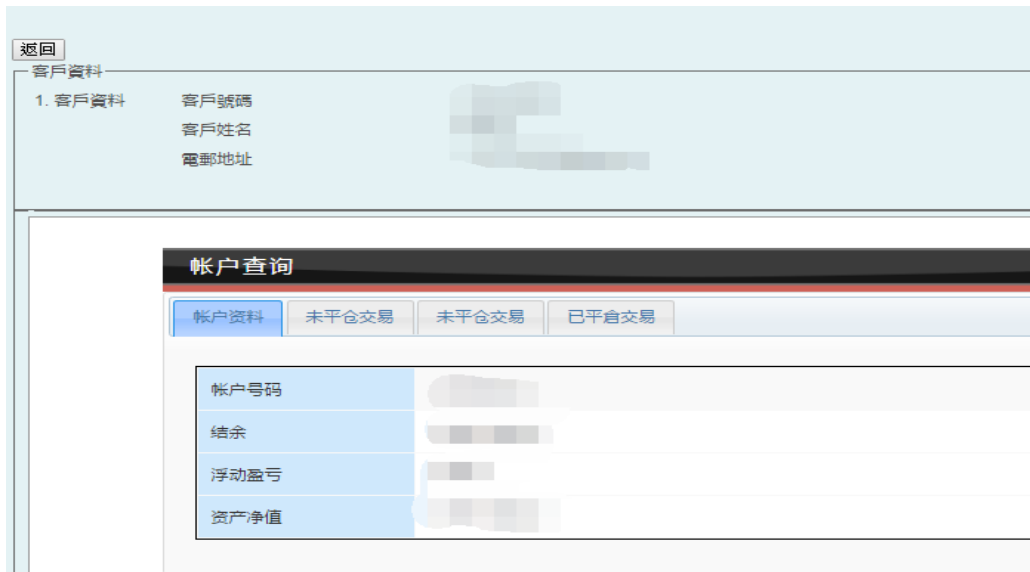 返回
客戶資料
1. 客戶資料 客戶號碼
客戶姓名
電郵地址
帐户查询
帐户资料 未平仓交易 未平仓交易 已平倉交易
帐户号码
结余
浮动盈亏
资产净值